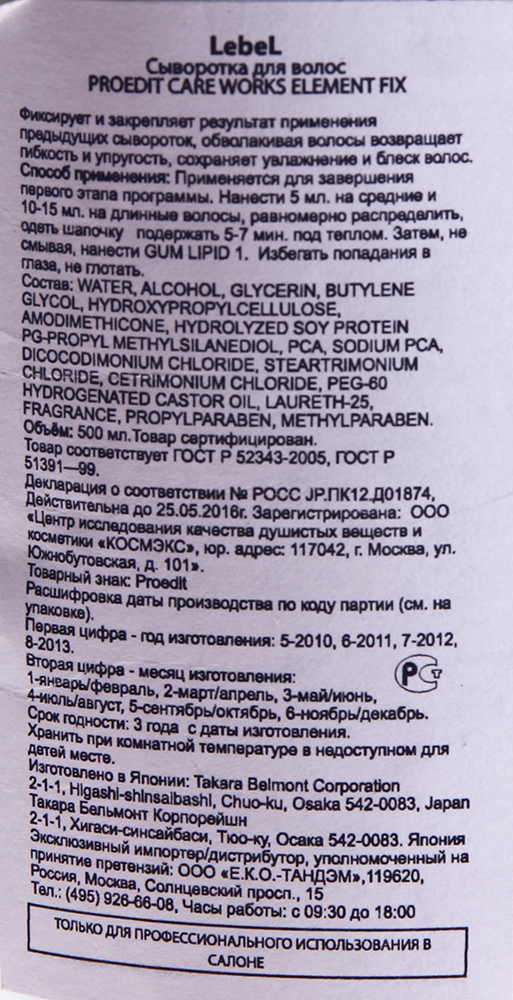 LebeL
Сыворотка для волос
PROEDIT CARE WORKS ELEMENT FIX
Фиксирует и закрепляет результат применения
предыдущих сывороток, обволакивая волосы возвращает
гибкость и упругость, сохраняет увлажнение и блеск волос.
Способ применения: Применяется для завершения
первого этапа программы. Нанести 5 мл. на средние и
10-15 мл. на длинные волосы, равномерно распределить,
одеть шапочку подержать 5-7 мин. под теплом. Затем, не
смывая, нанести GUM LIPID 1. Избегать попадания в
глаза, не глотать.
Состав: WATER, ALCOHOL, GLYCERIN, BUTYLENE
GLYCOL, HYDROXYPROPYLCELLULOSE,
AMODIMETHICONE, HYDROLYZED SOY PROTEIN
PG-PROPYL METHYLSILANEDIOL, PCA, SODIUM PCA,
DICOCODIMONIUM CHLORIDE, STEARTRIMONIUM
CHLORIDE, CETRIMONIUM CHLORIDE, PEG-60
HYDROGENATED CASTOR OIL, LAURETH-25,
FRAGRANCE, PROPYLPARABEN, METHYLPARABEN.
Объём: 500 мл.Товар сертифицирован.
Товар соответствует ГОСТ Р 52343-2005, ГОСТ Р
51391—99.
Декларация о соответствии № РОСС JP.ПК12.Д01874,
Действительна до 25.05.2016г. Зарегистрирована: ООО
«Центр исследования качества душистых веществ и
косметики «КОСМЭКС», юр. адрес: 117042, г. Москва, ул.
Южнобутовская, д. 101».
Товарный знак: Proedit
Расшифровка даты производства по коду партии (см. на
упаковке).
Первая цифра - год изготовления: 5-2010, 6-2011, 7-2012,
8-2013.
Вторая цифра - месяц изготовления:
1-январь/февраль, 2-март/апрель, 3-май/июнь,
4-июль/август, 5-сентябрь/октябрь, 6-ноябрь/декабрь.
РСТ
Срок годности: 3 года с даты изготовления.
Хранить при комнатной температуре в недоступном для
детей месте.
Изготовлено в Японии: Takara Belmont Corporation
2-1-1, Higashi-shinsaibashi, Chuo-ku, Osaka 542-0083, Japan
Такара Бельмонт Корпорейшн
2-1-1, Хигаси-синсайбаси, Тюо-ку, Осака 542-0083. Япония
Эксклюзивный импортер/дистрибутор, уполномоченный на
принятие претензий: ООО «Е.К.О.-ТАНДЭМ»,119620,
Россия, Москва, Солнцевский просп., 15
Тел.: (495) 926-66-08, Часы работы: с 09:30 до 18:00
ТОЛЬКО ДЛЯ ПРОФЕССИОНАЛЬНОГО ИСПОЛЬЗОВАНИЯ В
САЛОНЕ